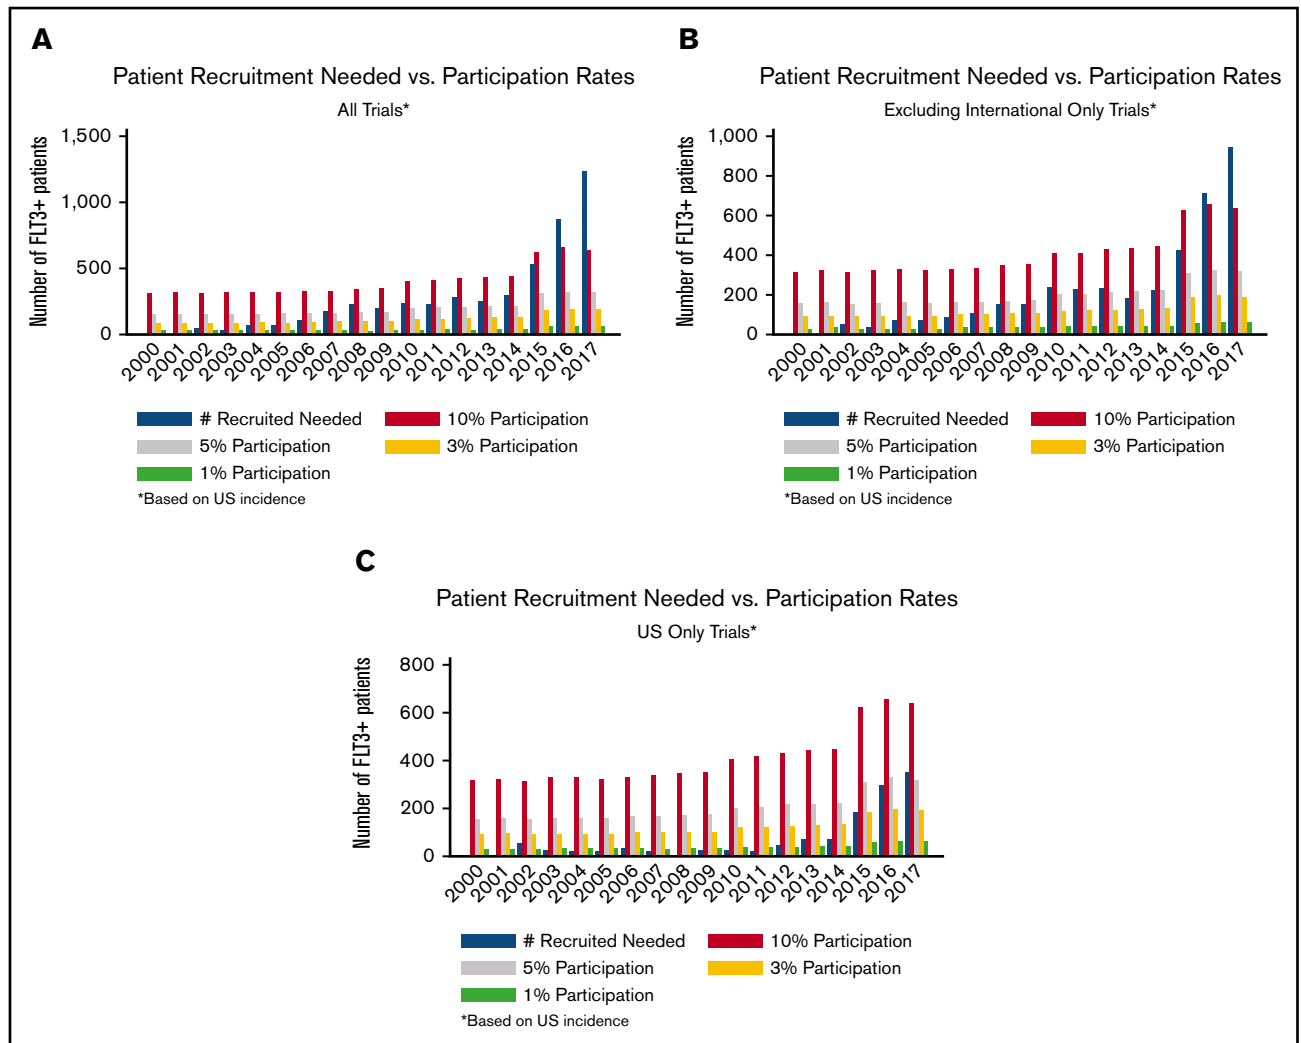 A
Patient Recruitment Needed vs. Participation Rates
All Trials*
Number of FLT3+ patients
1,500
1,000
500
0
2000 2001 2002 2003 2004 2005 2006 2007 2008 2009 2010 2011 2012 2013 2014 2015 2016 2017
# Recruited Needed 10% Participation
5% Participation 3% Participation
1% Participation
*Based on US incidence
B
Patient Recruitment Needed vs. Participation Rates
Excluding International Only Trials*
Number of FLT3+ patients
1,000
800
600
400
200
0
2000 2001 2002 2003 2004 2005 2006 2007 2008 2009 2010 2011 2012 2013 2014 2015 2016 2017
# Recruited Needed 10% Participation
5% Participation 3% Participation
1% Participation
*Based on US incidence
C
Patient Recruitment Needed vs. Participation Rates
US Only Trials*
Number of FLT3+ patients
800
600
400
200
0
2000 2001 2002 2003 2004 2005 2006 2007 2008 2009 2010 2011 2012 2013 2014 2015 2016 2017
# Recruited Needed 10% Participation
5% Participation 3% Participation
1% Participation
*Based on US incidence